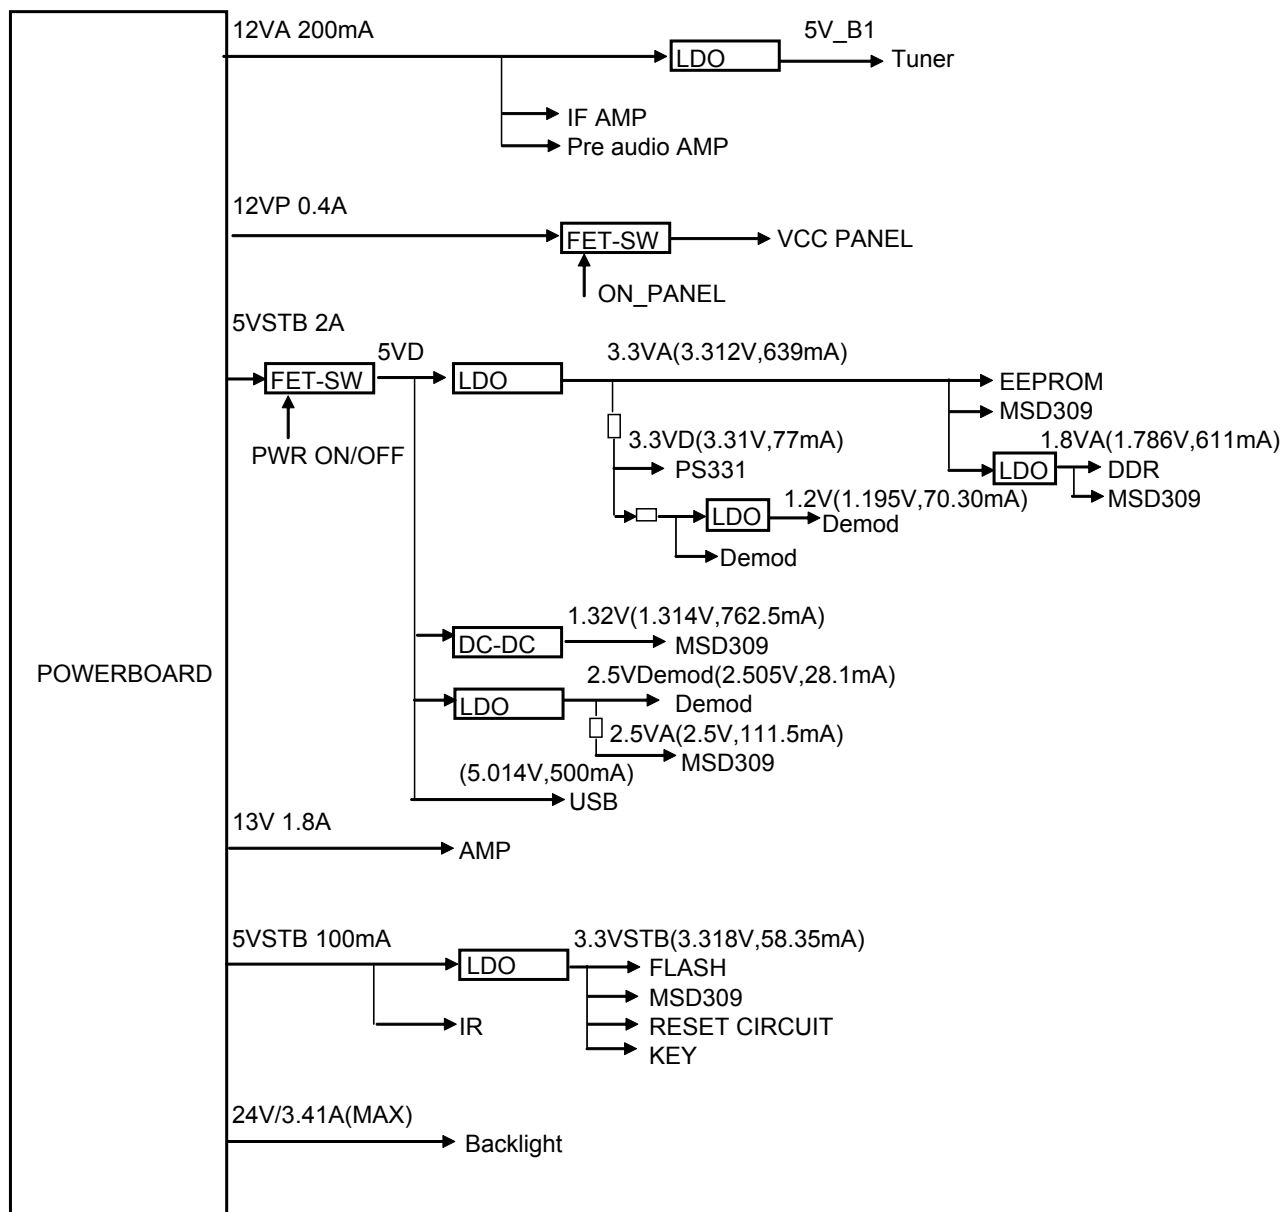 12VA 200mA
5V_B1
LDO
Tuner
IF AMP
Pre audio AMP
12VP 0.4A
FET-SW
VCC PANEL
ON_PANEL
5VSTB 2A
5VD
3.3VA(3.312V,639mA)
FET-SW
LDO
EEPROM
MSD309
PWR ON/OFF
3.3VD(3.31V,77mA)
1.8VA(1.786V,611mA)
PS331
LDO
DDR
1.2V(1.195V,70.30mA)
MSD309
LDO
Demod
Demod
1.32V(1.314V,762.5mA)
DC-DC
MSD309
POWERBOARD
2.5VDemod(2.505V,28.1mA)
LDO
Demod
2.5VA(2.5V,111.5mA)
MSD309
(5.014V,500mA)
USB
13V 1.8A
AMP
5VSTB 100mA
3.3VSTB(3.318V,58.35mA)
LDO
FLASH
MSD309
IR
RESET CIRCUIT
KEY
24V/3.41A(MAX)
Backlight